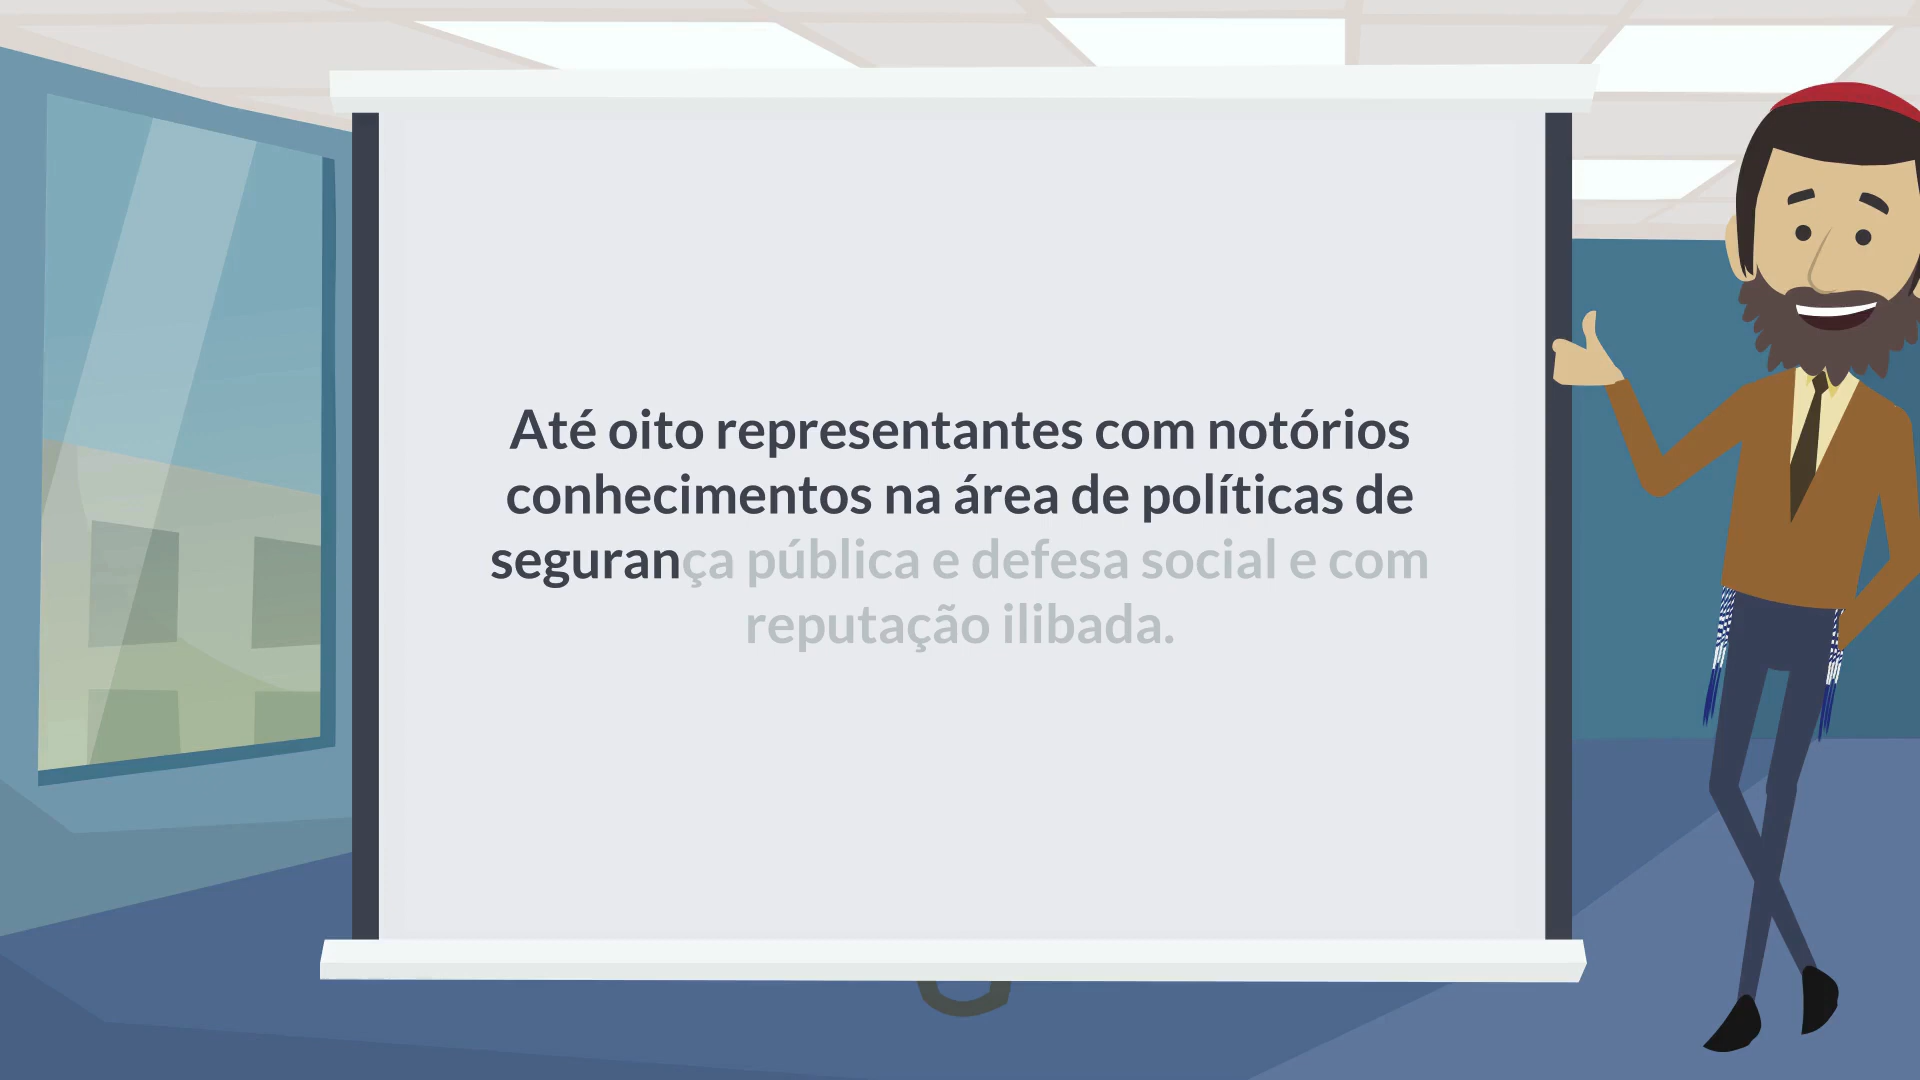 Até oito representantes com notórios
conhecimentos na área de políticas de
segurança pública e defesa social e com
reputação ilibada.